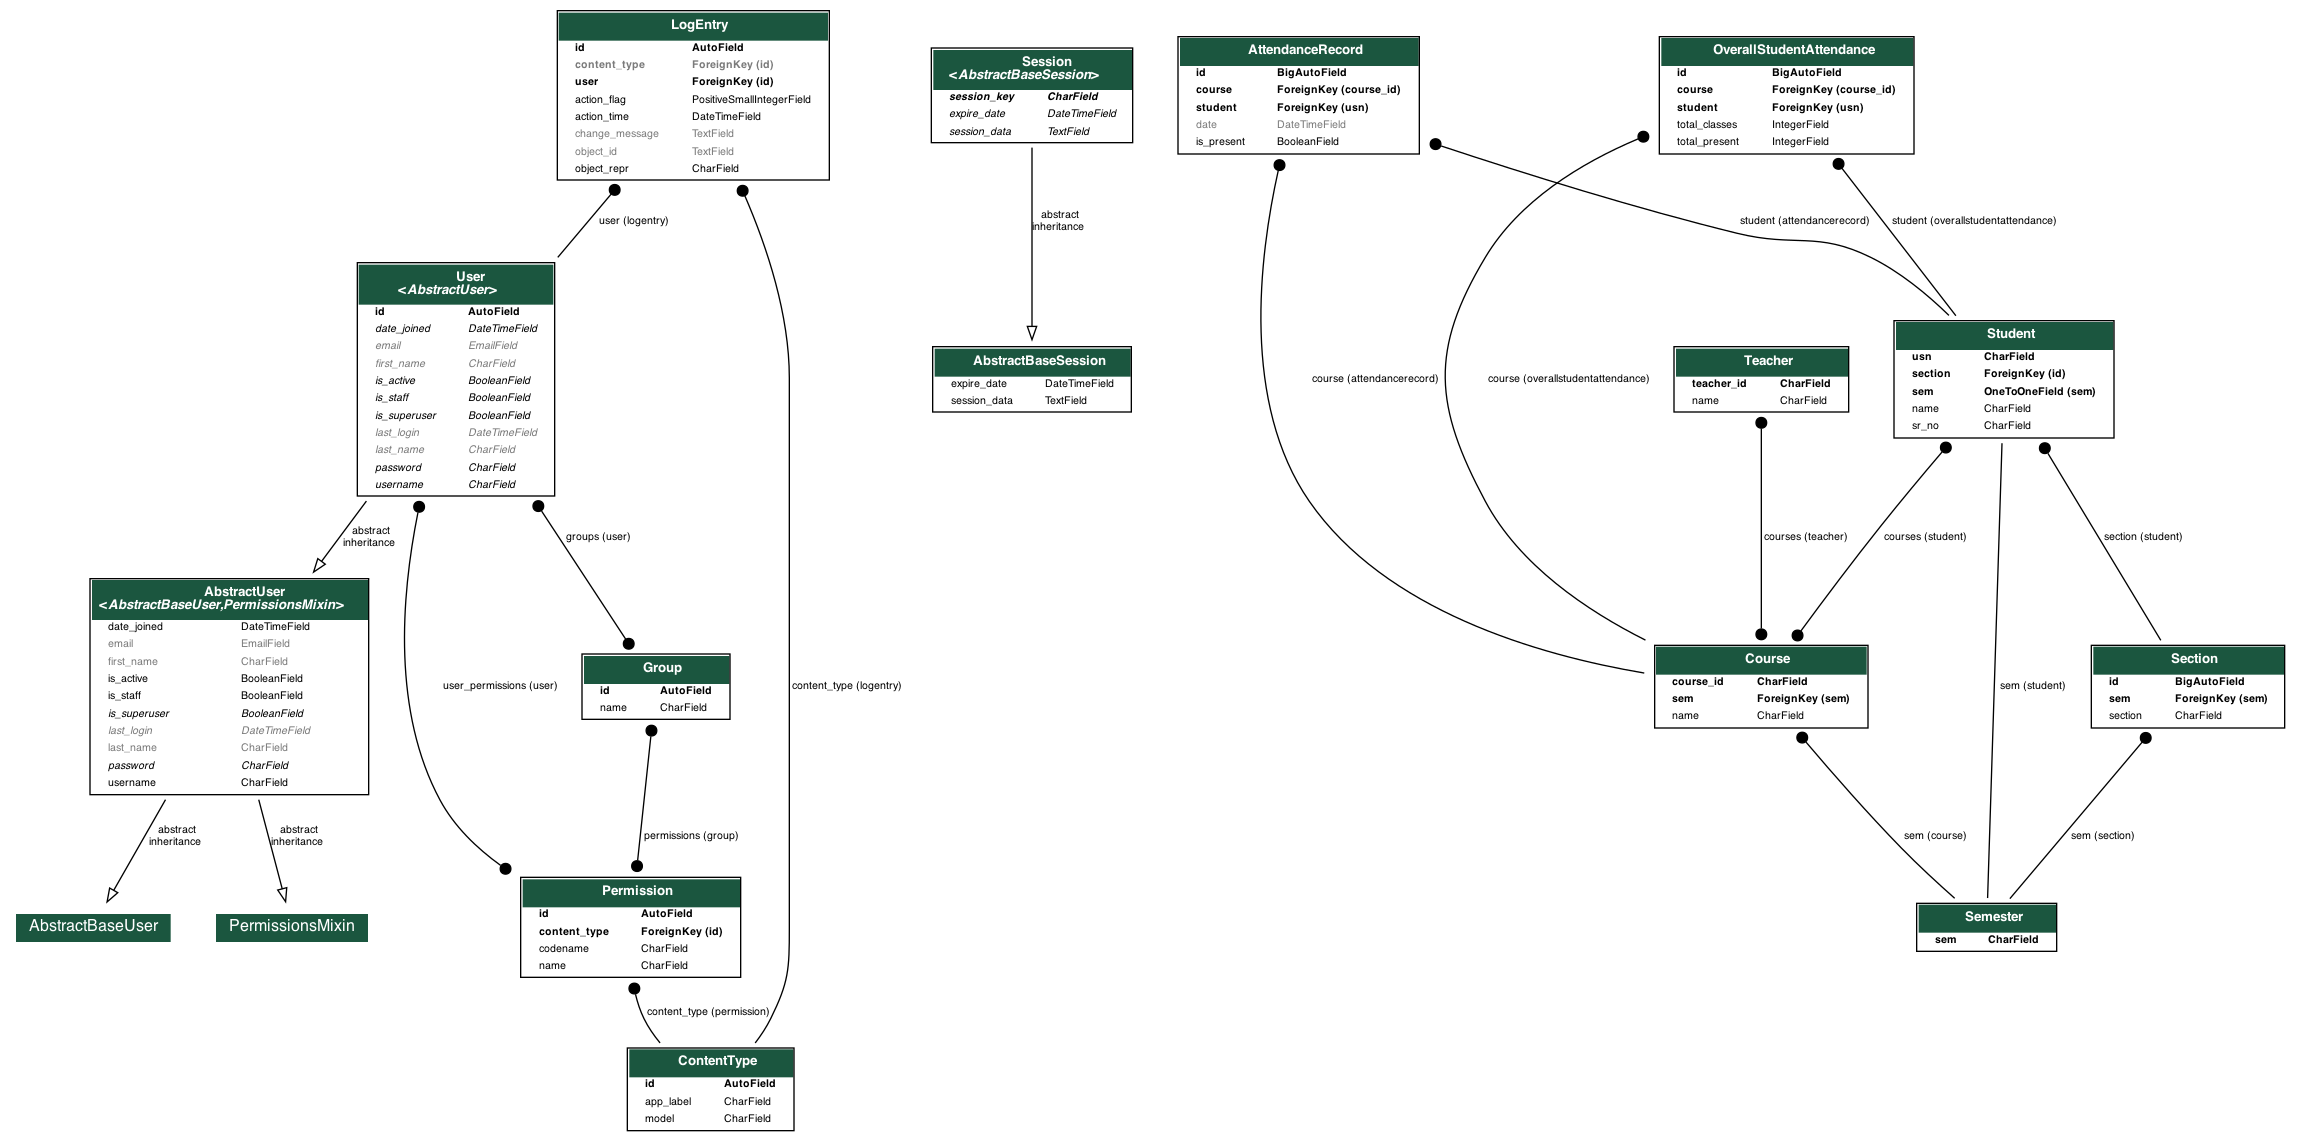 LogEntry
id AutoField
content_type ForeignKey (id)
user ForeignKey (id)
action_flag PositiveSmallIntegerField
action_time DateTimeField
change_message TextField
object_id TextField
object_repr CharField
user (logentry)
User
<AbstractUser>
id AutoField
date_joined DateTimeField
email EmailField
first_name CharField
is_active BooleanField
is_staff BooleanField
is_superuser BooleanField
last_login DateTimeField
last_name CharField
password CharField
username CharField
abstract
inheritance
groups (user)
AbstractUser
<AbstractBaseUser,PermissionsMixin>
date_joined DateTimeField
email EmailField
first_name CharField
is_active BooleanField
is_staff BooleanField
is_superuser BooleanField
last_login DateTimeField
last_name CharField
password CharField
username CharField
user_permissions (user)
Group
id AutoField
name CharField
content_type (logentry)
abstract
inheritance
abstract
inheritance
permissions (group)
AbstractBaseUser
PermissionsMixin
Permission
id AutoField
content_type ForeignKey (id)
codename CharField
name CharField
content_type (permission)
ContentType
id AutoField
app_label CharField
model CharField
Session
<AbstractBaseSession>
session_key CharField
expire_date DateTimeField
session_data TextField
abstract
inheritance
AbstractBaseSession
expire_date DateTimeField
session_data TextField
AttendanceRecord
id BigAutoField
course ForeignKey (course_id)
student ForeignKey (usn)
date DateTimeField
is_present BooleanField
OverallStudentAttendance
id BigAutoField
course ForeignKey (course_id)
student ForeignKey (usn)
total_classes IntegerField
total_present IntegerField
student (attendancerecord)
student (overallstudentattendance)
course (attendancerecord)
course (overallstudentattendance)
Teacher
teacher_id CharField
name CharField
Student
usn CharField
section ForeignKey (id)
sem OneToOneField (sem)
name CharField
sr_no CharField
courses (teacher)
courses (student)
section (student)
Course
course_id CharField
sem ForeignKey (sem)
name CharField
sem (student)
Section
id BigAutoField
sem ForeignKey (sem)
section CharField
sem (course)
sem (section)
Semester
sem CharField